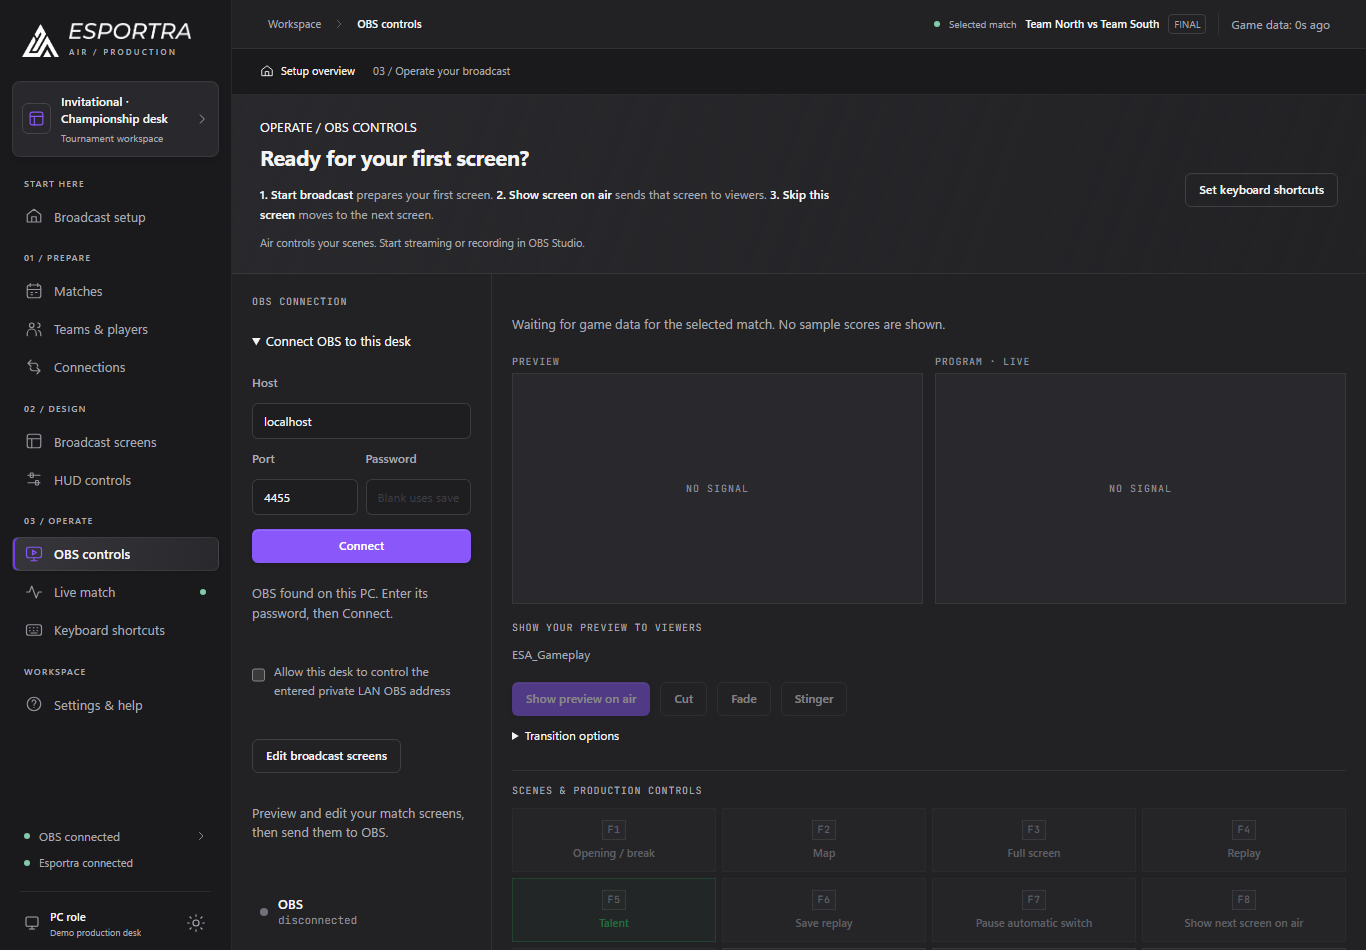 ESPORTRA
AIR / PRODUCTION
Invitational ·
Championship desk
Tournament workspace
START HERE
Broadcast setup
01 / PREPARE
Matches
Teams & players
Connections
02 / DESIGN
Broadcast screens
HUD controls
03 / OPERATE
OBS controls
Live match
Keyboard shortcuts
WORKSPACE
Settings & help
OBS connected
Esportra connected
PC role
Demo production desk
Workspace
OBS controls
Selected match Team North vs Team South FINAL
Game data: 0s ago
Setup overview
03 / Operate your broadcast
OPERATE / OBS CONTROLS
Ready for your first screen?
1. Start broadcast prepares your first screen. 2. Show screen on air sends that screen to viewers. 3. Skip this
screen moves to the next screen.
Air controls your scenes. Start streaming or recording in OBS Studio.
Set keyboard shortcuts
OBS CONNECTION
▼ Connect OBS to this desk
Host
localhost
Port
Password
4455
Blank uses save
Connect
OBS found on this PC. Enter its
password, then Connect.
Allow this desk to control the
entered private LAN OBS address
Edit broadcast screens
Preview and edit your match screens,
then send them to OBS.
OBS
disconnected
Waiting for game data for the selected match. No sample scores are shown.
PREVIEW
NO SIGNAL
PROGRAM · LIVE
NO SIGNAL
SHOW YOUR PREVIEW TO VIEWERS
ESA_Gameplay
Show preview on air
Cut
Fade
Stinger
▶ Transition options
SCENES & PRODUCTION CONTROLS
F1
Opening / break
F2
Map
F3
Full screen
F4
Replay
F5
Talent
F6
Save replay
F7
Pause automatic switch
F8
Show next screen on air